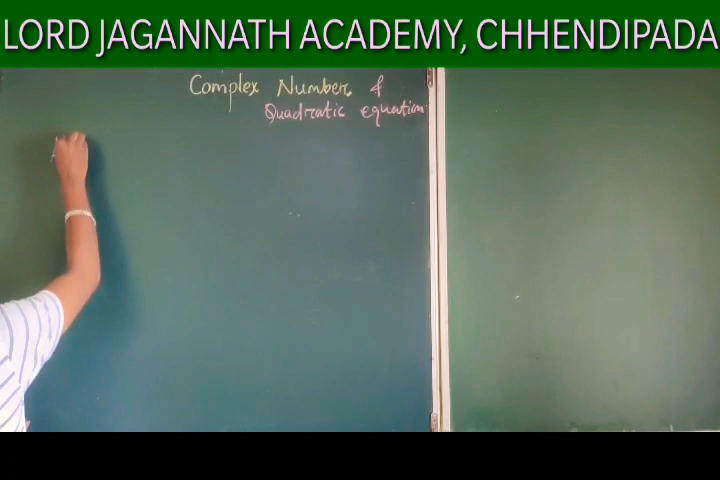 LORD JAGANNATH ACADEMY, CHHENDIPADA
Complex Number &
Quadratic equation